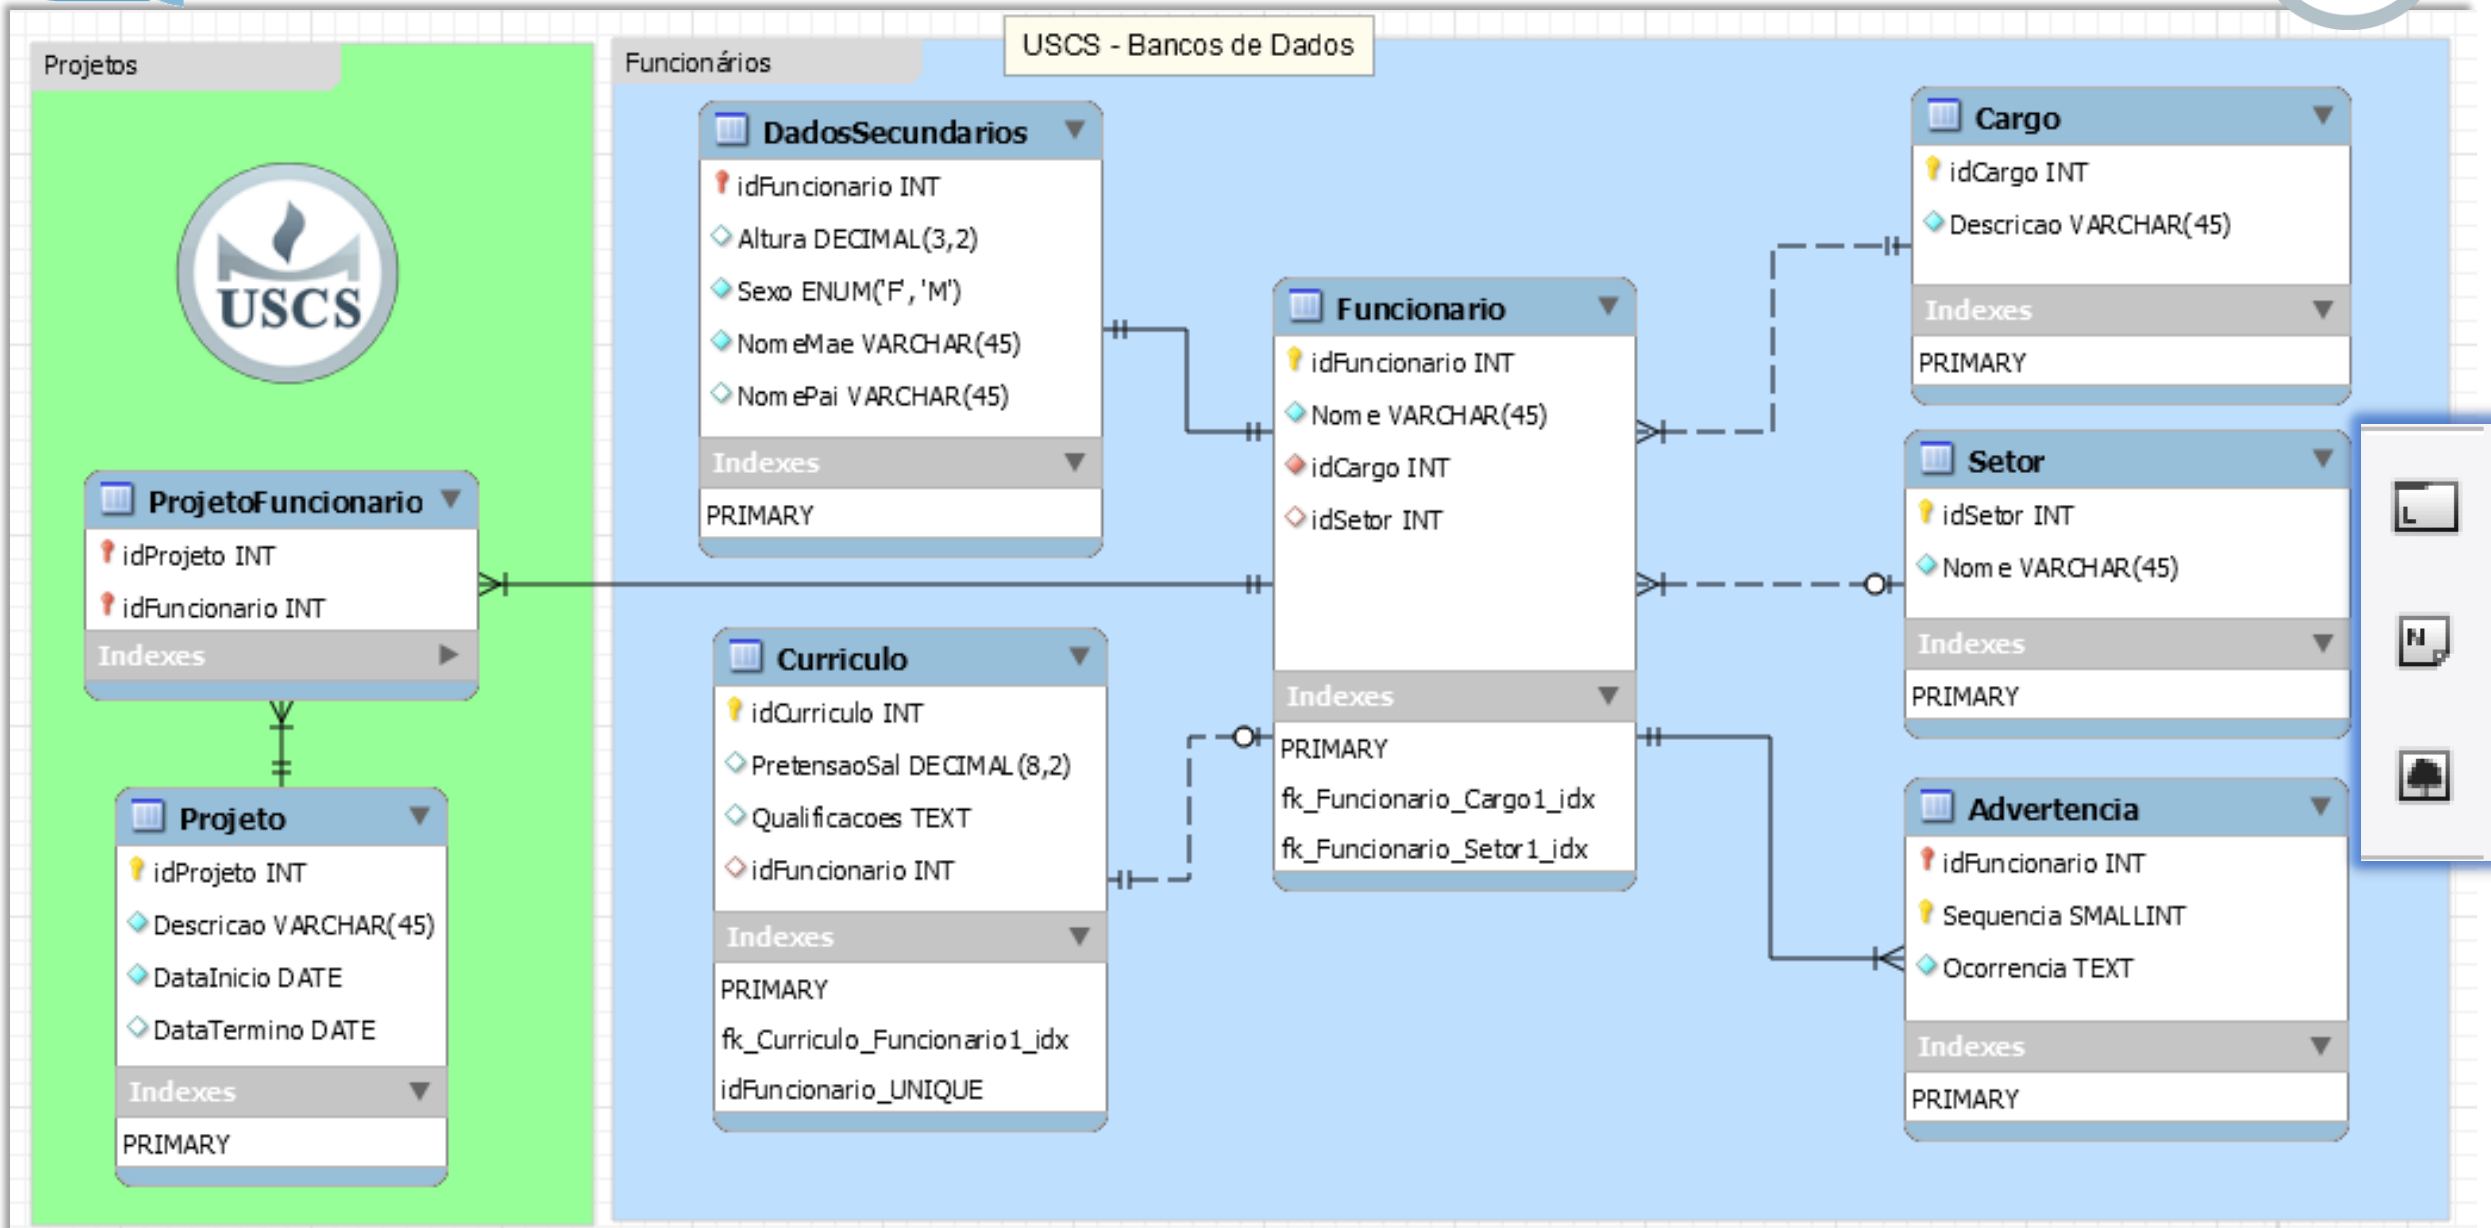 USCS - Bancos de Dados
Projetos
USCS
ProjetoFuncionario
idProjeto INT
idFuncionario INT
Indexes
Projeto
idProjeto INT
Descricao VARCHAR(45)
DataInicio DATE
DataTermino DATE
Indexes
PRIMARY
Funcionários
DadosSecundarios
idFuncionario INT
Altura DECIMAL(3,2)
Sexo ENUM('F', 'M')
NomeMae VARCHAR(45)
NomePai VARCHAR(45)
Indexes
PRIMARY
Curriculo
idCurriculo INT
PretensaoSal DECIMAL(8,2)
Qualificacoes TEXT
idFuncionario INT
Indexes
PRIMARY
fk_Curriculo_Funcionario1_idx
idFuncionario_UNIQUE
Funcionario
idFuncionario INT
Nome VARCHAR(45)
idCargo INT
idSetor INT
Indexes
PRIMARY
fk_Funcionario_Cargo1_idx
fk_Funcionario_Setor1_idx
Cargo
idCargo INT
Descricao VARCHAR(45)
Indexes
PRIMARY
Setor
idSetor INT
Nome VARCHAR(45)
Indexes
PRIMARY
Advertencia
idFuncionario INT
Sequencia SMALLINT
Ocorrencia TEXT
Indexes
PRIMARY
L
N